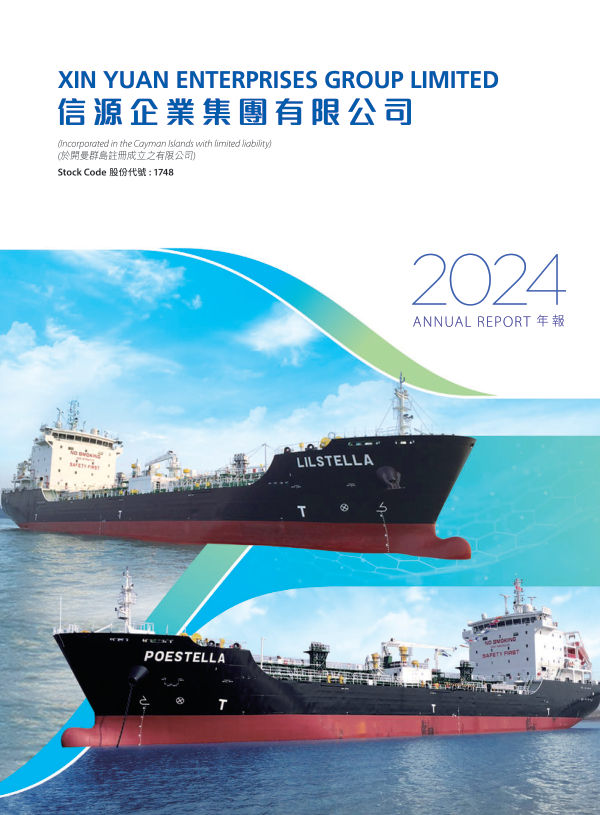 XIN YUAN ENTERPRISES GROUP LIMITED
信源企業集團有限公司
(Incorporated in the Cayman Islands with limited liability)
(於開曼群島註冊成立之有限公司)
Stock Code 股份代號 : 1748
2024
ANNUAL REPORT 年報
NO SMOKING
SAFETY FIRST
LILSTELLA
T
POESTELLA
NO SMOKING
SAFETY FIRST
T
T
T